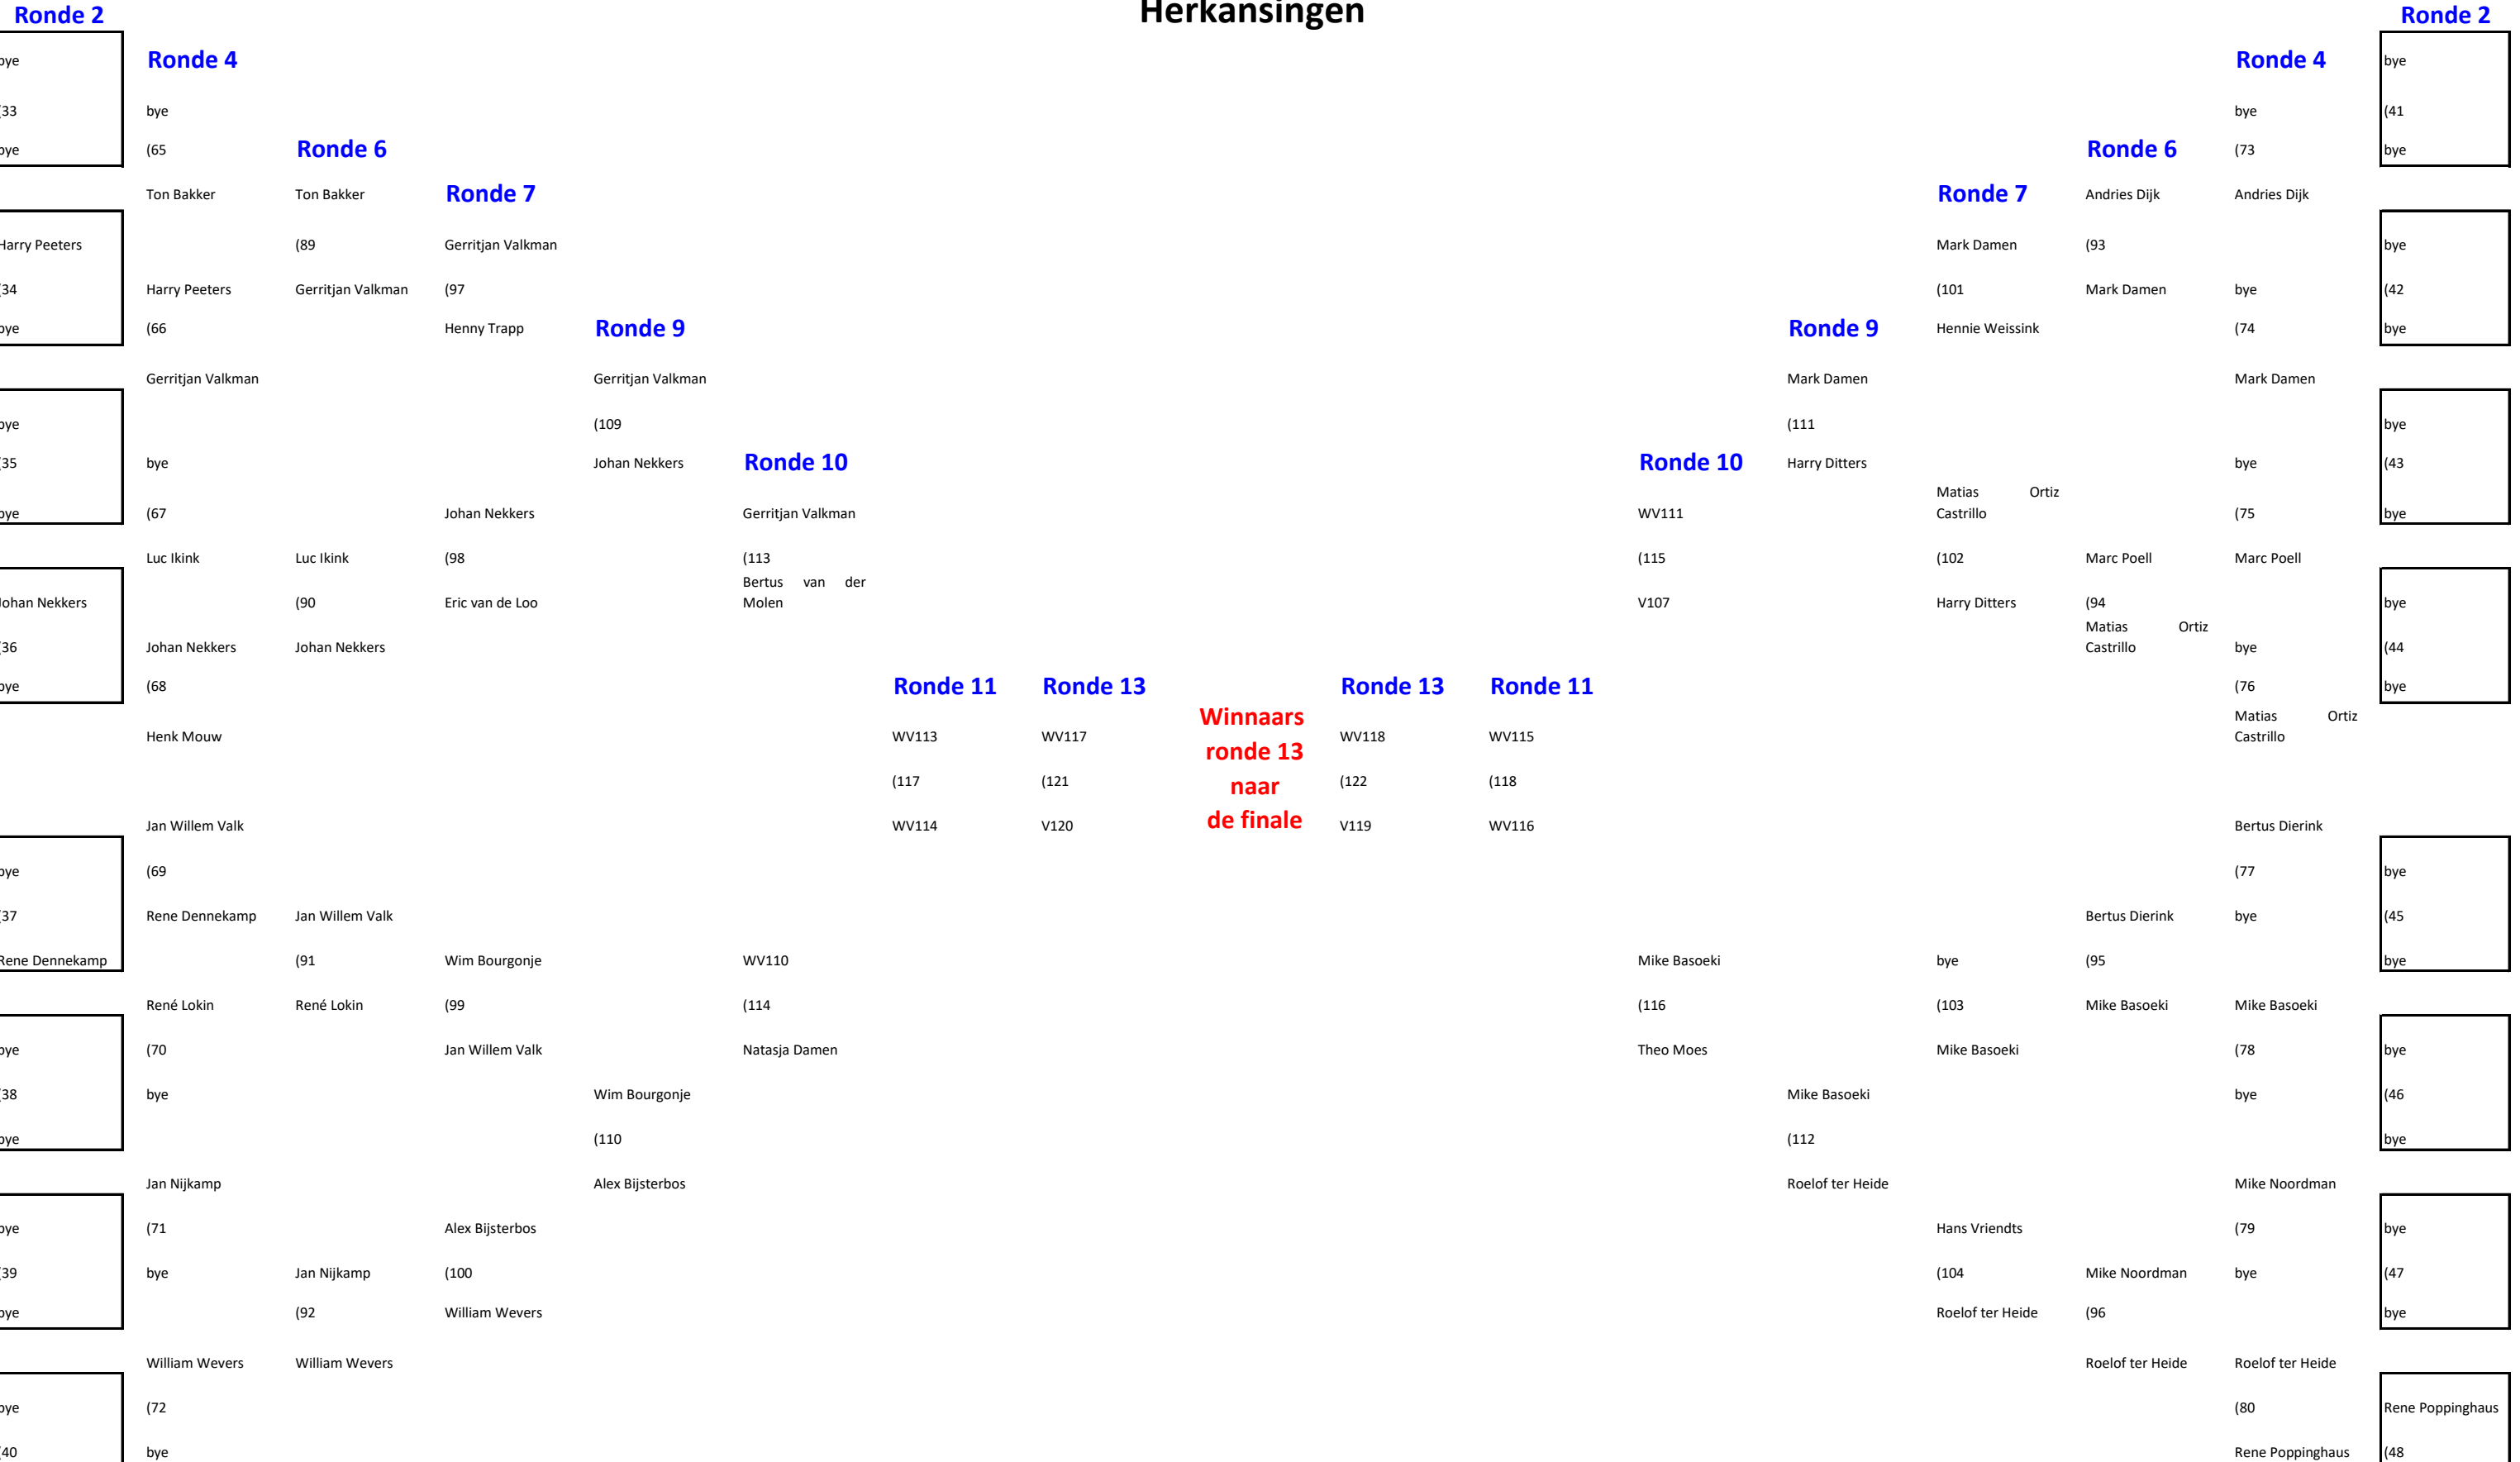 Herkansingen
Ronde 2 Ronde 2
bye Ronde 4 Ronde 4 bye
(33 bye bye (41
bye (65 Ronde 6 Ronde 6 (73 bye
Ton Bakker Ton Bakker Ronde 7 Ronde 7 Andries Dijk Andries Dijk
Harry Peeters (89 Gerritjan Valkman Mark Damen (93 bye
(34 Harry Peeters Gerritjan Valkman (97 (101 Mark Damen bye (42
bye (66 Henny Trapp Ronde 9 Ronde 9 Hennie Weissink (74 bye
Gerritjan Valkman Gerritjan Valkman Mark Damen Mark Damen
bye (109 (111 bye
(35 bye Johan Nekkers Ronde 10 Ronde 10 Harry Ditters bye (43
Matias Ortiz
bye (67 Johan Nekkers Gerritjan Valkman WV111 Castrillo (75 bye
Luc Ikink Luc Ikink (98 (113 (115 (102 Marc Poell Marc Poell
Bertus van der
Johan Nekkers (90 Eric van de Loo Molen V107 Harry Ditters (94 bye
Matias Ortiz
(36 Johan Nekkers Johan Nekkers Castrillo bye (44
bye (68 Ronde 11 Ronde 13 Ronde 13 Ronde 11 (76 bye
Winnaars Matias Ortiz
Henk Mouw WV113 WV117 WV118 WV115 Castrillo
ronde 13
(117 (121 naar (122 (118
Jan Willem Valk WV114 V120 de finale V119 WV116 Bertus Dierink
bye (69 (77 bye
(37 Rene Dennekamp Jan Willem Valk Bertus Dierink bye (45
Rene Dennekamp (91 Wim Bourgonje WV110 Mike Basoeki bye (95 bye
René Lokin René Lokin (99 (114 (116 (103 Mike Basoeki Mike Basoeki
bye (70 Jan Willem Valk Natasja Damen Theo Moes Mike Basoeki (78 bye
(38 bye Wim Bourgonje Mike Basoeki bye (46
bye (110 (112 bye
Jan Nijkamp Alex Bijsterbos Roelof ter Heide Mike Noordman
bye (71 Alex Bijsterbos Hans Vriendts (79 bye
(39 bye Jan Nijkamp (100 (104 Mike Noordman bye (47
bye (92 William Wevers Roelof ter Heide (96 bye
William Wevers William Wevers Roelof ter Heide Roelof ter Heide
bye (72 (80 Rene Poppinghaus
(40 bye Rene Poppinghaus (48